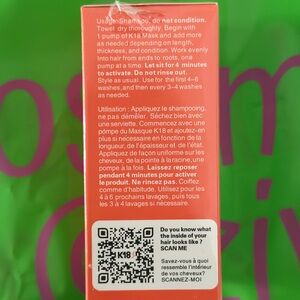 Usage: Shampoo, do not condition.
Towel dry thoroughly. Begin with
1 pump of K18 Mask and add more
as needed depending on length,
thickness, and condition. Work evenly
into hair from ends to roots, one
pump at a time. Let sit for 4 minutes
to activate. Do not rinse out.
Style as usual. Use for the first 4–6
washes, and then every 3–4 washes
as needed.
Utilisation : Appliquez le shampooing,
ne pas démêler. Séchez bien avec
une serviette. Commencez avec une
pompe du Masque K18 et ajoutez-en
plus si nécessaire en fonction de la
longueur, de l'épaisseur et de l'état.
Appliquez de façon uniforme sur les
cheveux, de la pointe à la racine, une
pompe à la fois. Laissez reposer
pendant 4 minutes pour activer
le produit. Ne rincez pas. Coiffez
comme d'habitude. Utilisez pour les
4 à 6 prochains lavages, puis tous
les 3 à 4 lavages si nécessaire.
Do you know what
the inside of your
hair looks like ?
SCAN ME
K18
Savez-vous à quoi
ressemble l'intérieur
de vos cheveux?
SCANNEZ-MOI